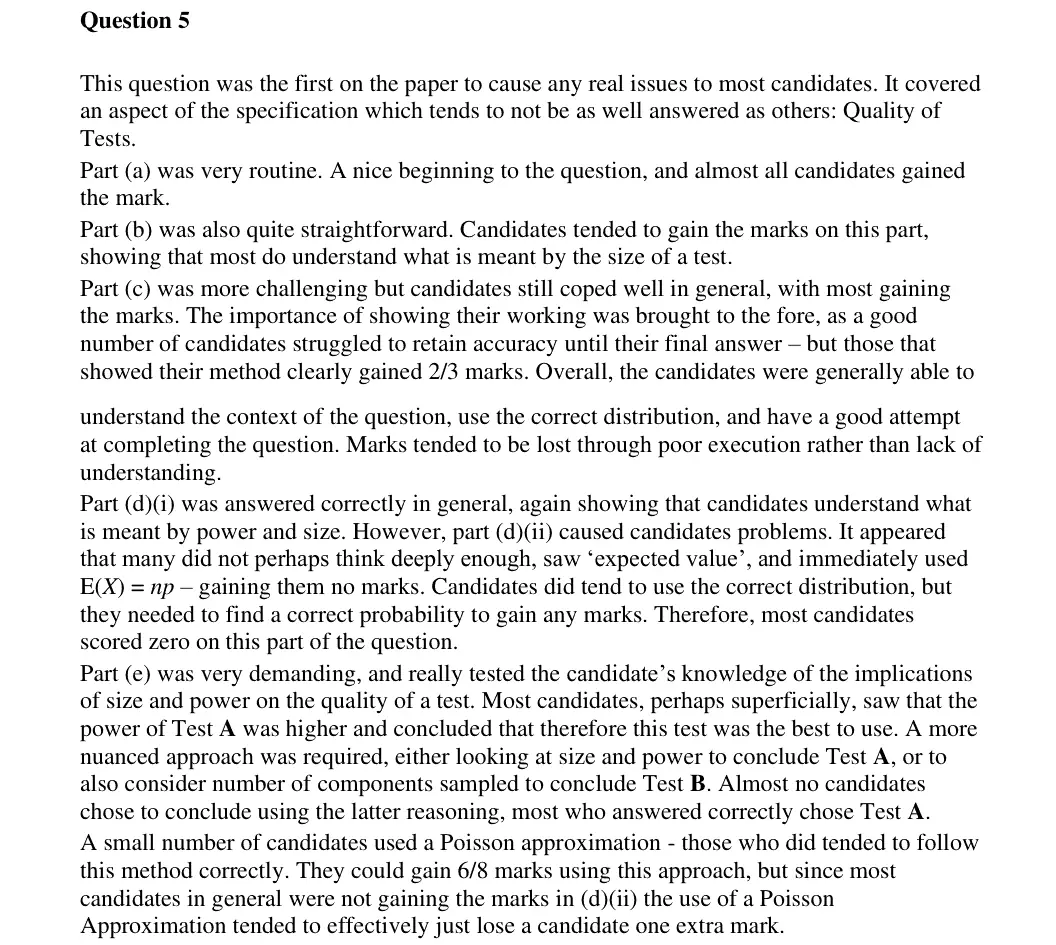 Question 5
This question was the first on the paper to cause any real issues to most candidates. It covered
an aspect of the specification which tends to not be as well answered as others: Quality of
Tests.
Part (a) was very routine. A nice beginning to the question, and almost all candidates gained
the mark.
Part (b) was also quite straightforward. Candidates tended to gain the marks on this part,
showing that most do understand what is meant by the size of a test.
Part (c) was more challenging but candidates still coped well in general, with most gaining
the marks. The importance of showing their working was brought to the fore, as a good
number of candidates struggled to retain accuracy until their final answer – but those that
showed their method clearly gained 2/3 marks. Overall, the candidates were generally able to
understand the context of the question, use the correct distribution, and have a good attempt
at completing the question. Marks tended to be lost through poor execution rather than lack of
understanding.
Part (d)(i) was answered correctly in general, again showing that candidates understand what
is meant by power and size. However, part (d)(ii) caused candidates problems. It appeared
that many did not perhaps think deeply enough, saw ‘expected value’, and immediately used
E(X) = np – gaining them no marks. Candidates did tend to use the correct distribution, but
they needed to find a correct probability to gain any marks. Therefore, most candidates
scored zero on this part of the question.
Part (e) was very demanding, and really tested the candidate’s knowledge of the implications
of size and power on the quality of a test. Most candidates, perhaps superficially, saw that the
power of Test A was higher and concluded that therefore this test was the best to use. A more
nuanced approach was required, either looking at size and power to conclude Test A, or to
also consider number of components sampled to conclude Test B. Almost no candidates
chose to conclude using the latter reasoning, most who answered correctly chose Test A.
A small number of candidates used a Poisson approximation - those who did tended to follow
this method correctly. They could gain 6/8 marks using this approach, but since most
candidates in general were not gaining the marks in (d)(ii) the use of a Poisson
Approximation tended to effectively just lose a candidate one extra mark.